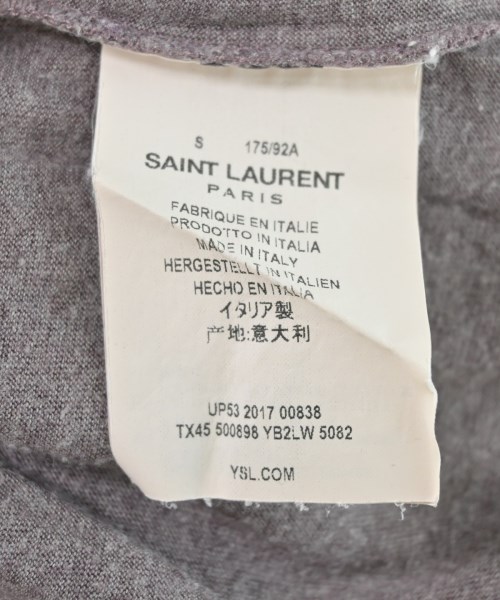 S 175/92A
SAINT LAURENT
PARIS
FABRIQUE EN ITALIE
PRODOTTO IN ITALIA
MADE IN ITALY
HERGESTELLT IN ITALIEN
HECHO EN ITALIA
イタリア製
产地:意大利
UP53 2017 00838
TX45 500898 YB2LW 5082
YSL.COM